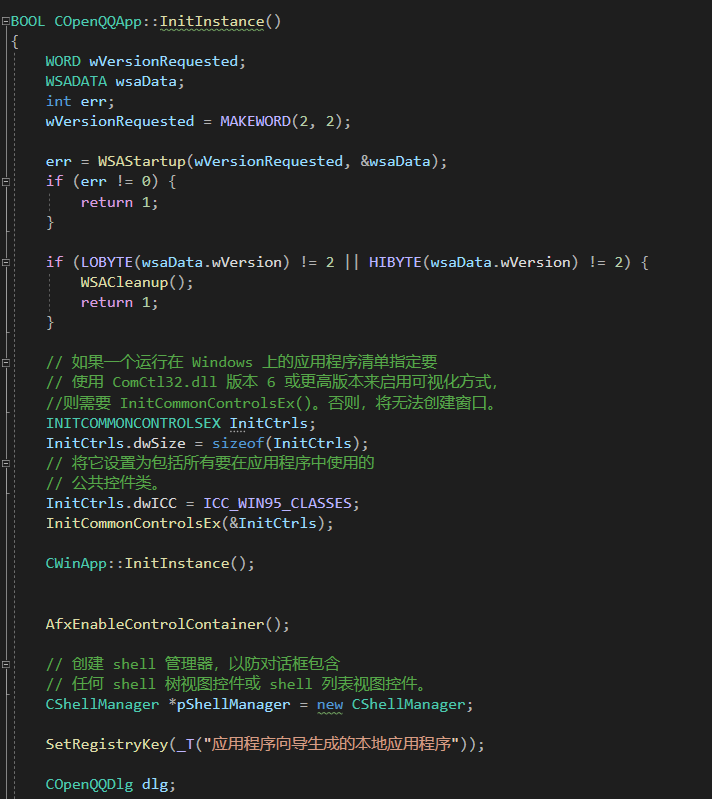 BOOL COpenQQApp::InitInstance()
{
WORD wVersionRequested;
WSADATA wsaData;
int err;
wVersionRequested = MAKEWORD(2, 2);
err = WSAStartup(wVersionRequested, &wsaData);
if (err != 0) {
return 1;
}
if (LOBYTE(wsaData.wVersion) != 2 || HIBYTE(wsaData.wVersion) != 2) {
WSACleanup();
return 1;
}
// 如果一个运行在 Windows 上的应用程序清单指定要
// 使用 ComCtl32.dll 版本 6 或更高版本来启用可视化方式,
//则需要 InitCommonControlsEx()。否则，将无法创建窗口。
INITCOMMONCONTROLSEX InitCtrls;
InitCtrls.dwSize = sizeof(InitCtrls);
// 将它设置为包括所有要在应用程序中使用的
// 公共控件类。
InitCtrls.dwICC = ICC_WIN95_CLASSES;
InitCommonControlsEx(&InitCtrls);
CWinApp::InitInstance();
AfxEnableControlContainer();
// 创建 shell 管理器，以防对话框包含
// 任何 shell 树视图控件或 shell 列表视图控件。
CShellManager *pShellManager = new CShellManager;
SetRegistryKey(_T("应用程序向导生成的本地应用程序"));
COpenQQDlg dlg;